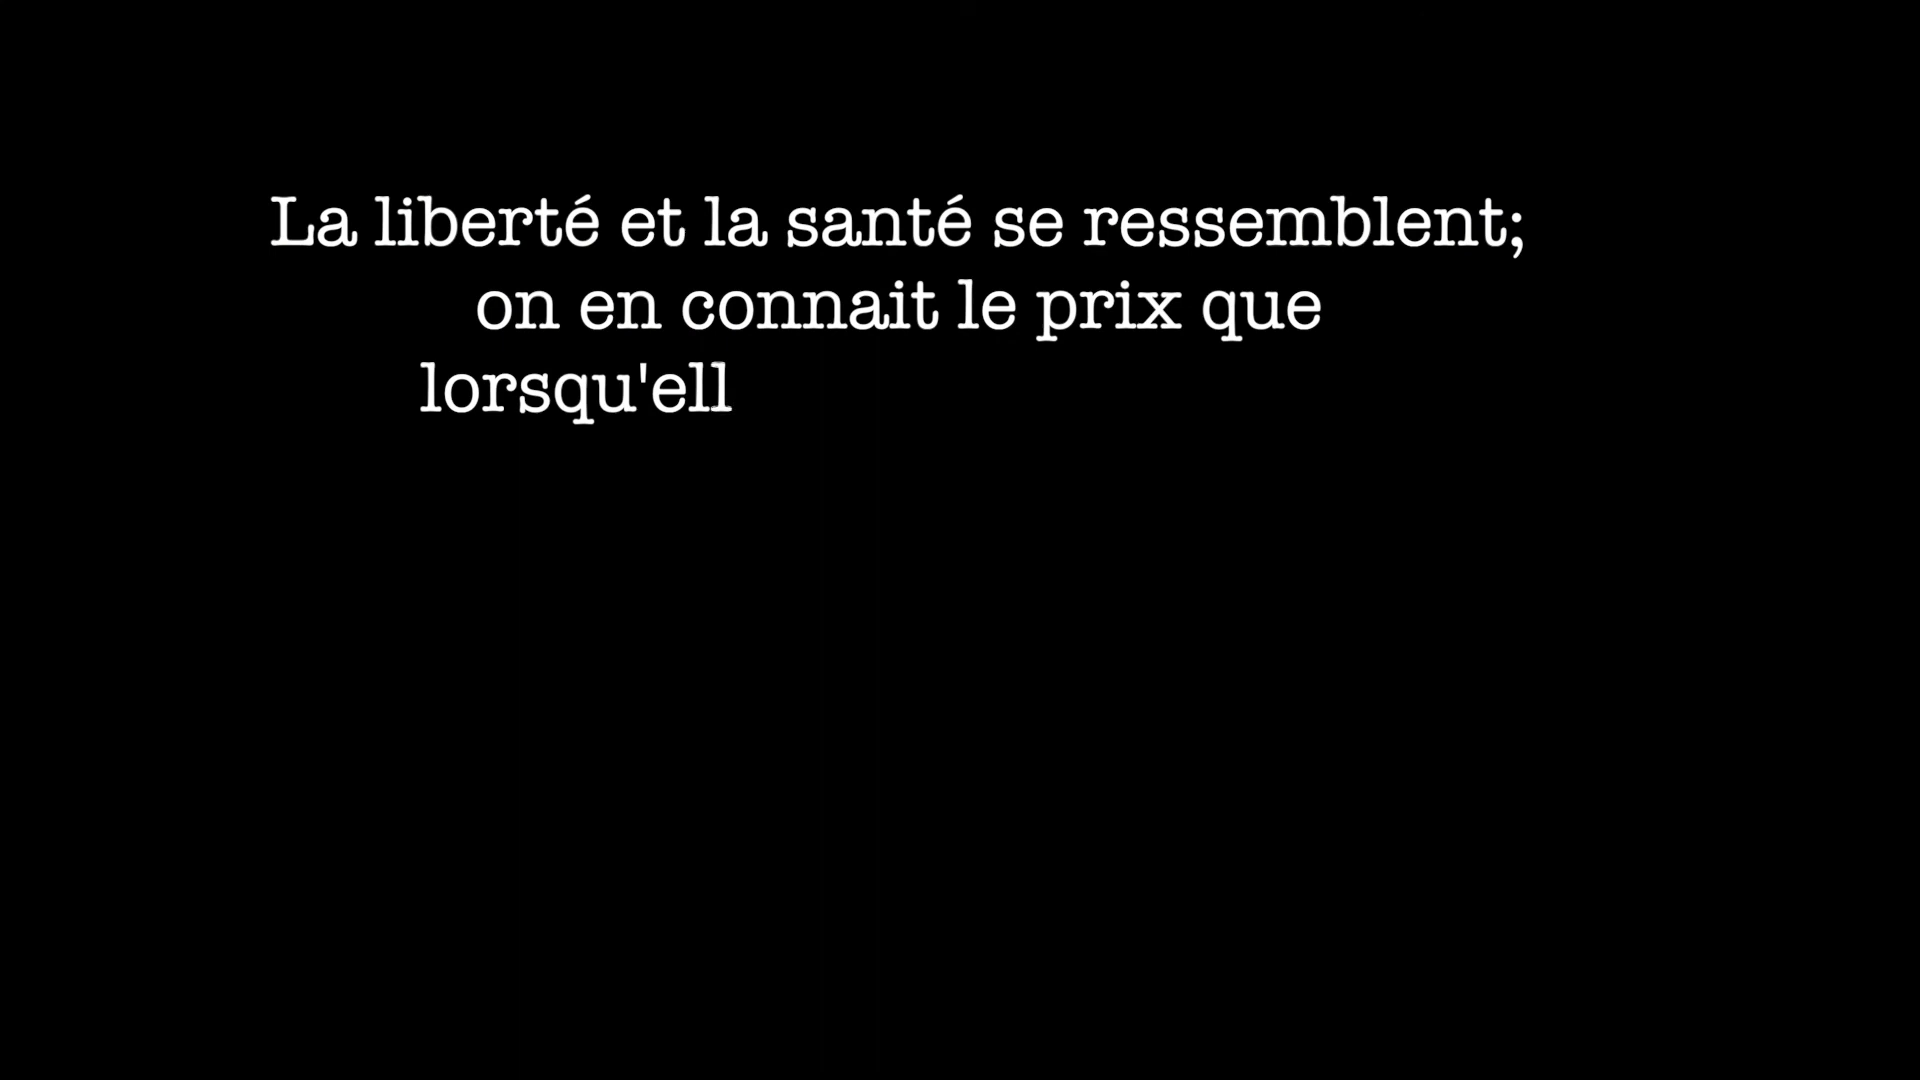 La liberté et la santé se ressemblent;
on en connait le prix que
lorsqu'ell